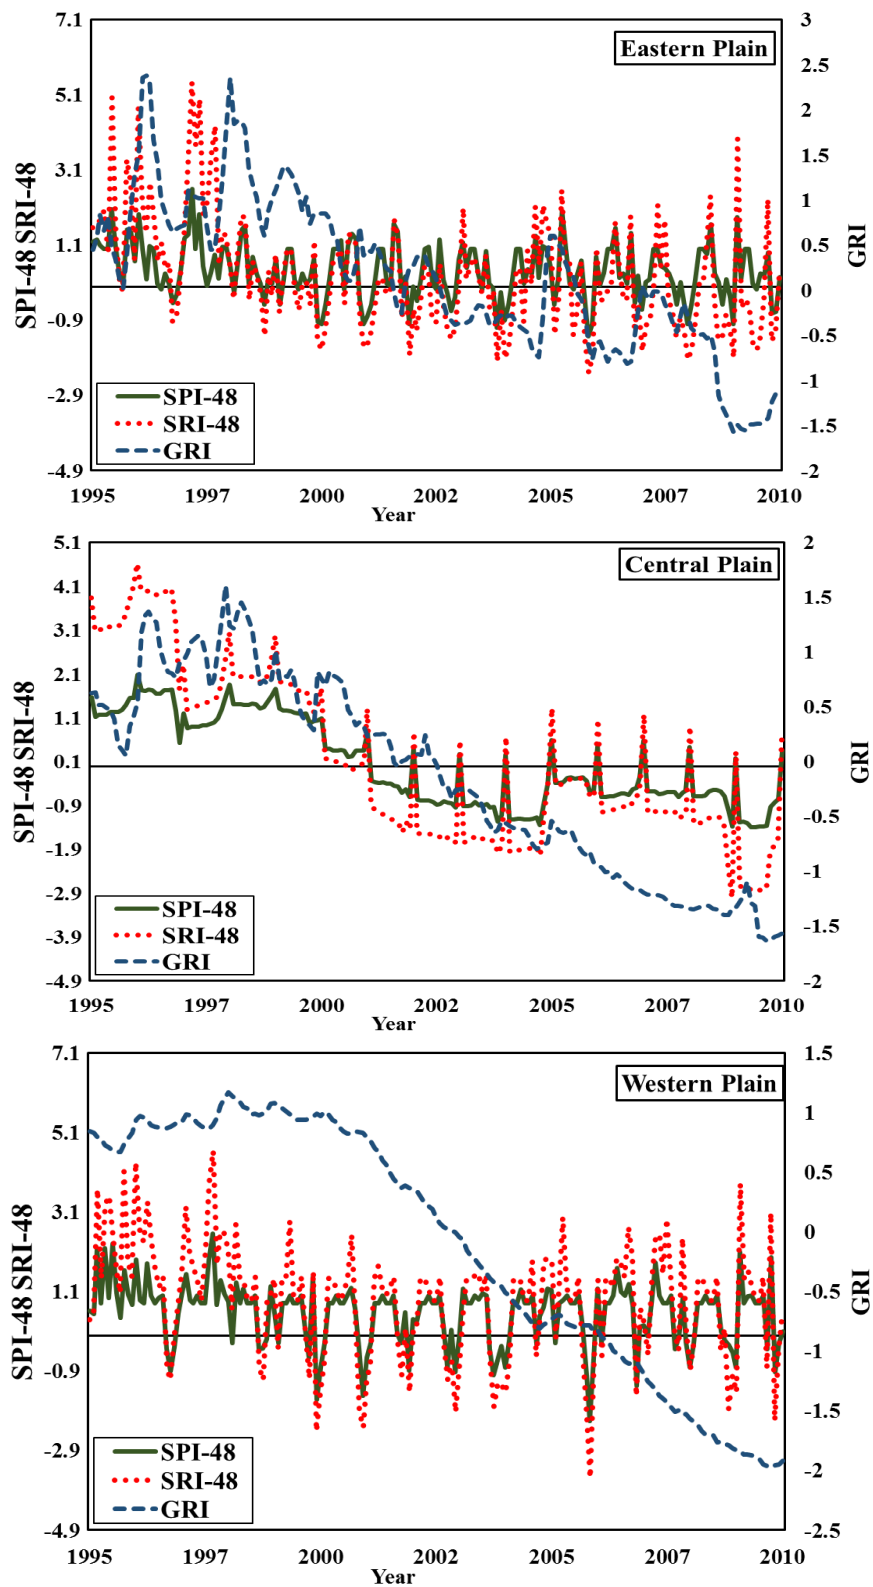 7.1
5.1
3.1
1.1
-0.9
-2.9
-4.9
SPI-48 SRI-48
Eastern Plain
3
2.5
2
1.5
1
0.5
0
-0.5
-1
-1.5
-2
GRI
SPI-48
SRI-48
GRI
1995 1997 2000 2002 2005 2007 2010
Year
5.1
4.1
3.1
2.1
1.1
0.1
-0.9
-1.9
-2.9
-3.9
-4.9
SPI-48 SRI-48
Central Plain
2
1.5
1
0.5
0
-0.5
-1
-1.5
-2
GRI
SPI-48
SRI-48
GRI
1995 1997 2000 2002 2005 2007 2010
Year
7.1
5.1
3.1
1.1
-0.9
-2.9
-4.9
SPI-48 SRI-48
Western Plain
1.5
1
0.5
0
-0.5
-1
-1.5
-2
-2.5
GRI
SPI-48
SRI-48
GRI
1995 1997 2000 2002 2005 2007 2010
Year